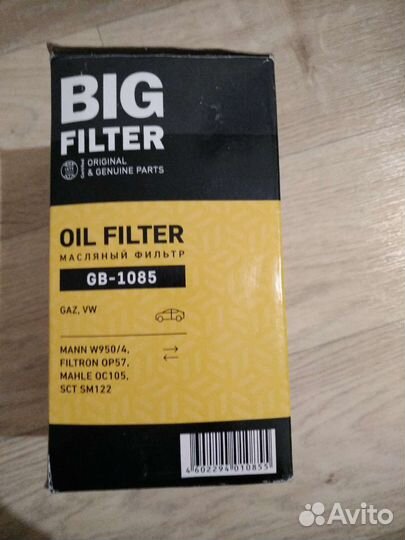 BIG
FILTER
Certified
ORIGINAL
& GENUINE PARTS
OIL FILTER
МАСЛЯНЫЙ ФИЛЬТР
GB-1085
GAZ, VW
MANN W950/4,
FILTRON OP57,
MAHLE OC105,
SCT SM122
4602294010855
Avito